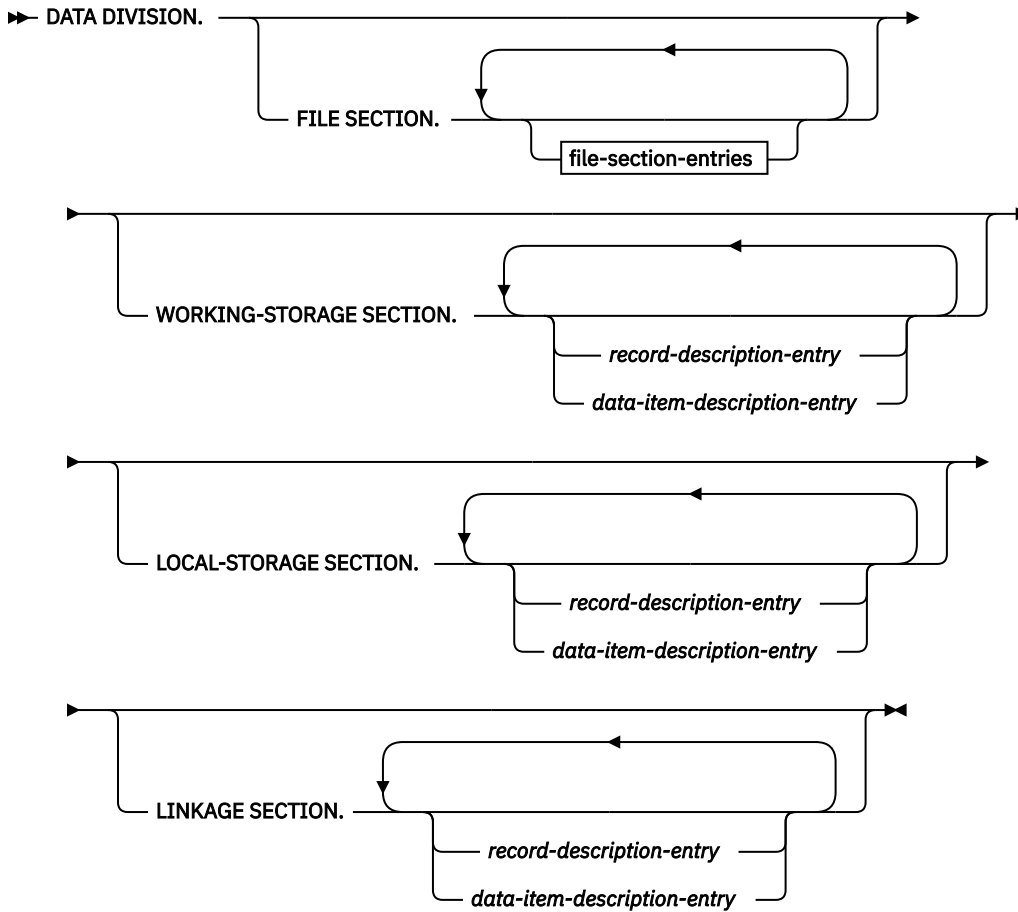 DATA DIVISION.
FILE SECTION.
file-section-entries
WORKING-STORAGE SECTION.
record-description-entry
data-item-description-entry
LOCAL-STORAGE SECTION.
record-description-entry
data-item-description-entry
LINKAGE SECTION.
record-description-entry
data-item-description-entry